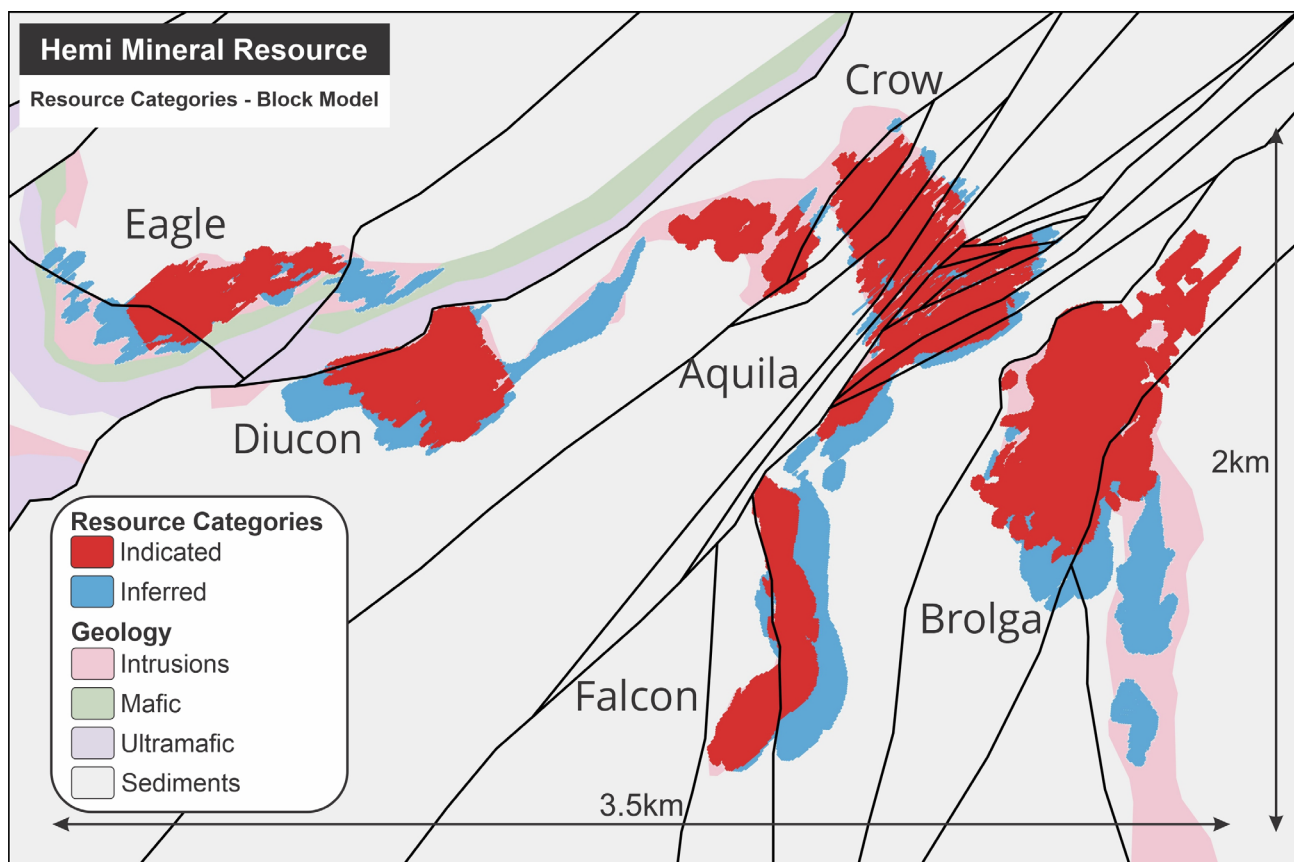 Hemi Mineral Resource
Resource Categories - Block Model
Crow
Eagle
Aquila
Diucon
2km
Resource Categories
Indicated
Inferred
Geology
Intrusions
Mafic
Ultramafic
Sediments
Brolga
Falcon
3.5km